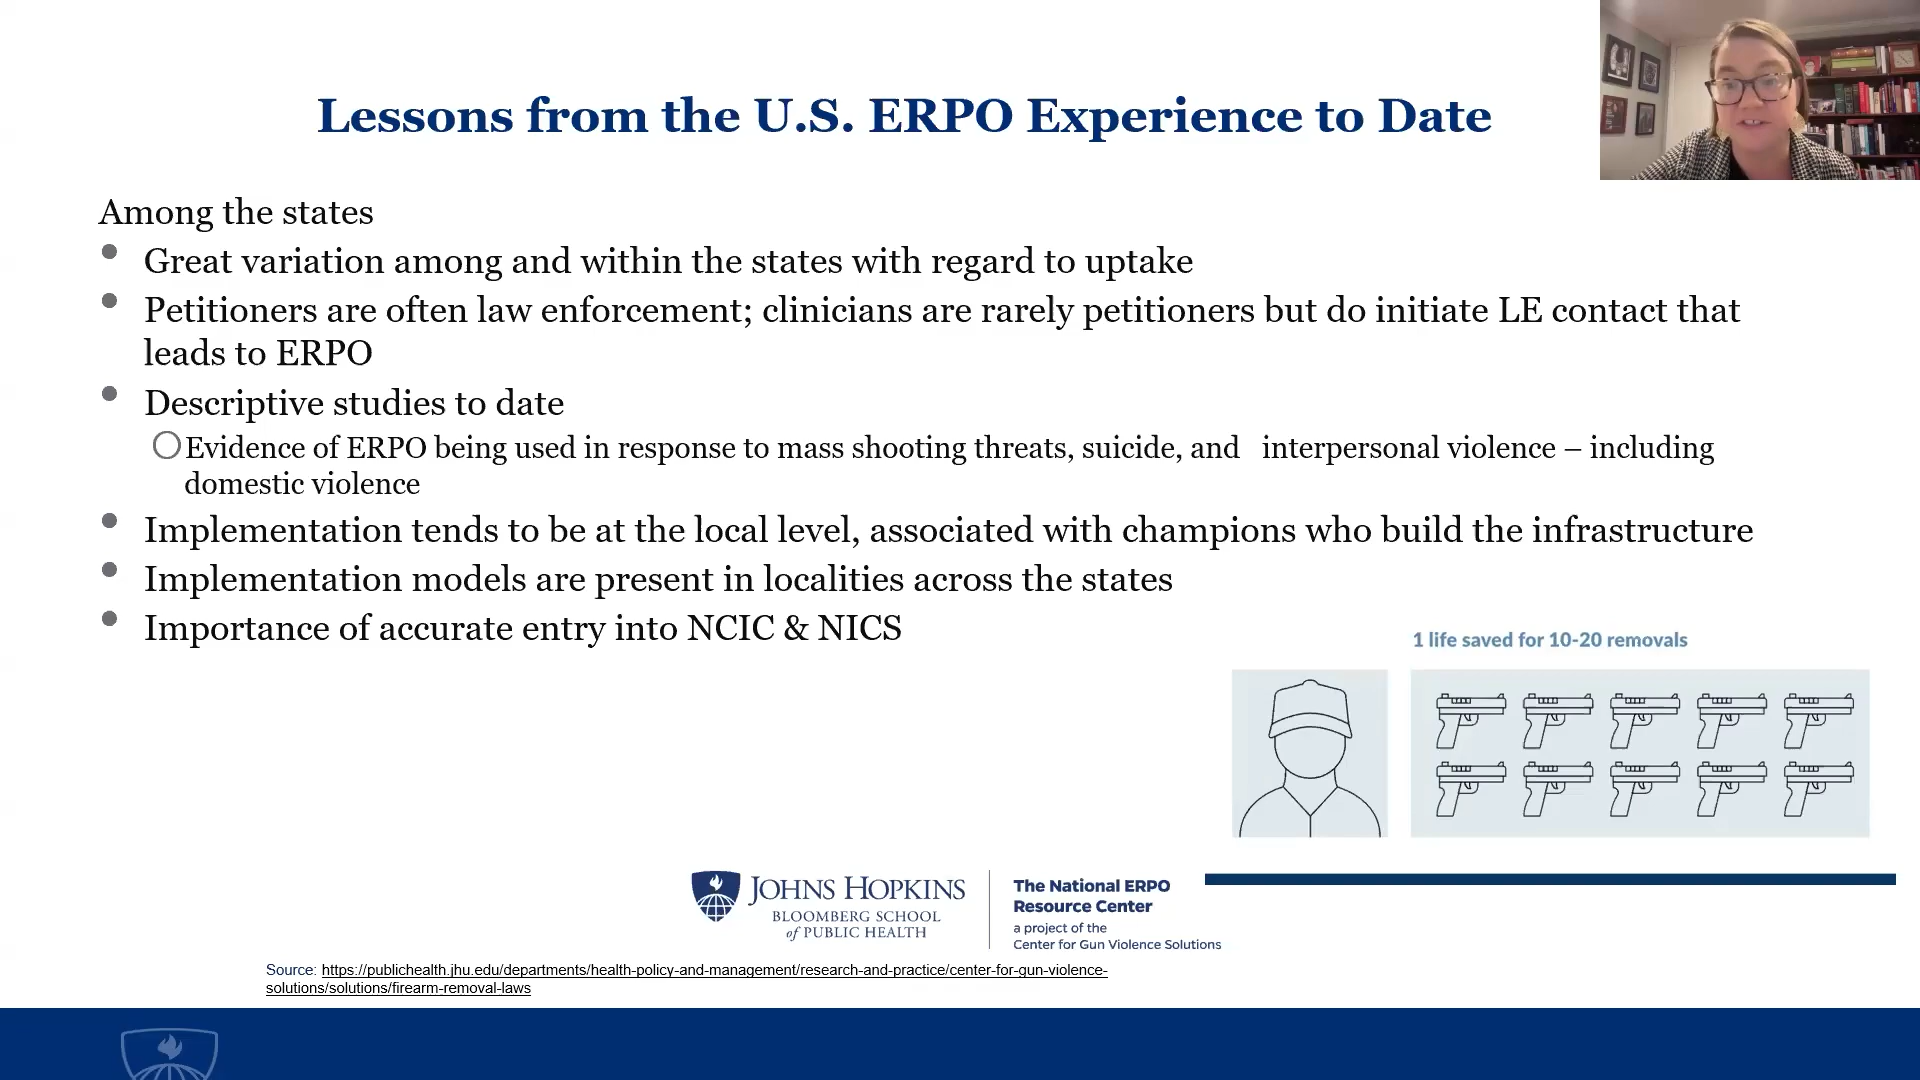 Lessons from the U.S. ERPO Experience to Date
Among the states
Great variation among and within the states with regard to uptake
Petitioners are often law enforcement; clinicians are rarely petitioners but do initiate LE contact that
leads to ERPO
Descriptive studies to date
Evidence of ERPO being used in response to mass shooting threats, suicide, and interpersonal violence – including
domestic violence
Implementation tends to be at the local level, associated with champions who build the infrastructure
Implementation models are present in localities across the states
Importance of accurate entry into NCIC & NICS
1 life saved for 10-20 removals
JOHNS HOPKINS
BLOOMBERG SCHOOL
of PUBLIC HEALTH
The National ERPO
Resource Center
a project of the
Center for Gun Violence Solutions
Source: https://publichealth.jhu.edu/departments/health-policy-and-management/research-and-practice/center-for-gun-violence-
solutions/solutions/firearm-removal-laws